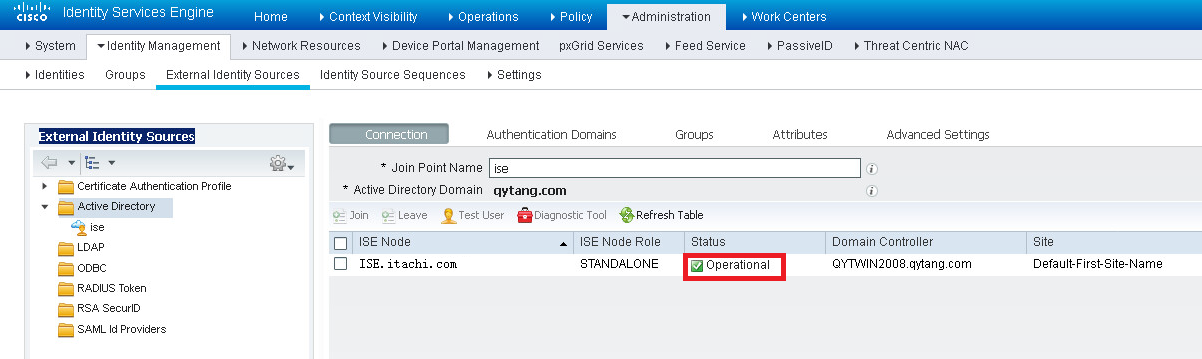 cisco Identity Services Engine Home Context Visibility Operations Policy Administration Work Centers
System Identity Management Network Resources Device Portal Management pxGrid Services Feed Service PassiveID Threat Centric NAC
Identities Groups External Identity Sources Identity Source Sequences Settings
External Identity Sources
Certificate Authentication Profile
Active Directory
ise
LDAP
ODBC
RADIUS Token
RSA SecurID
SAML Id Providers
Connection Authentication Domains Groups Attributes Advanced Settings
* Join Point Name ise
* Active Directory Domain qytang.com
Join Leave Test User Diagnostic Tool Refresh Table
ISE Node ISE Node Role Status Domain Controller Site
ISE.itachi.com STANDALONE Operational QYTWIN2008.qytang.com Default-First-Site-Name